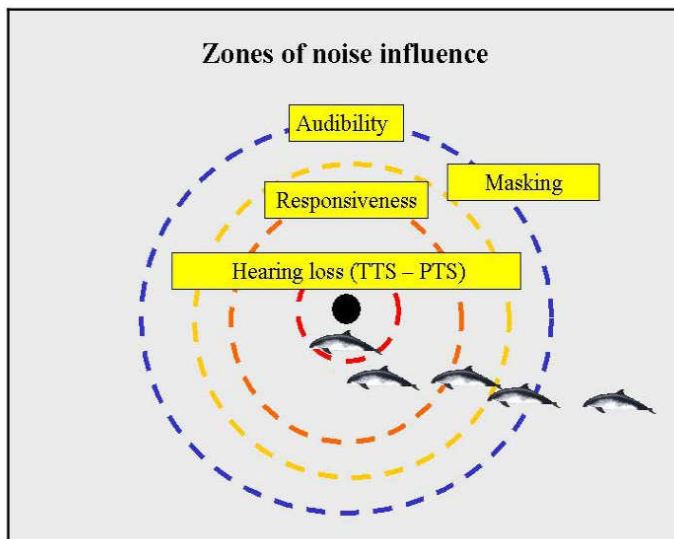 Zones of noise influence
Audibility
Masking
Responsiveness
Hearing loss (TTS – PTS)